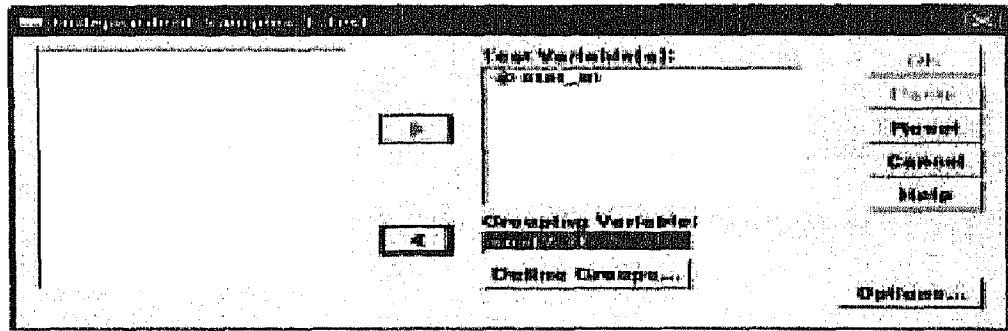 Independent Samples T Test
Test Variable(s):
OK
Paste
Reset
Cancel
Help
Grouping Variable:
Define Groups...
Options...